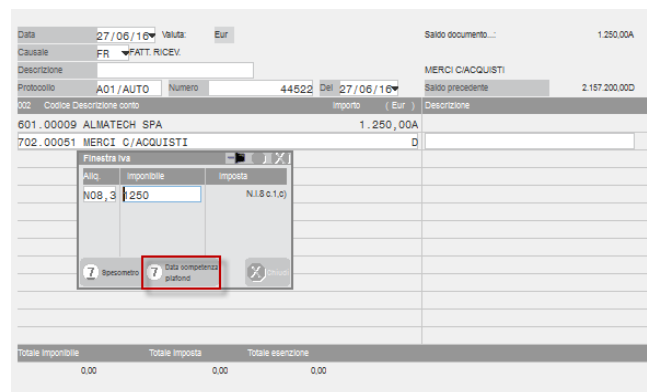 Data 27/06/16 Valuta: Eur Saldo documento...: 1.250,00A
Causale FR FATT. RICEV.
Descrizione MERCI C/ACQUISTI
Protocollo A01/AUTO Numero 44522 Del 27/06/16 Saldo precedente 2.157.200,00D
002 Codice Descrizione conto Importo ( Eur ) Descrizione
601.00009 ALMATECH SPA 1.250,00A
702.00051 MERCI C/ACQUISTI D
Finestra Iva
Aliq. Imponibile Imposta
N08,3 1250 N.I.8 c.1,c)
7 Spesometro 7 Data competenza plafond X Chiudi
Totale imponibile Totale imposta Totale esenzione
0,00 0,00 0,00